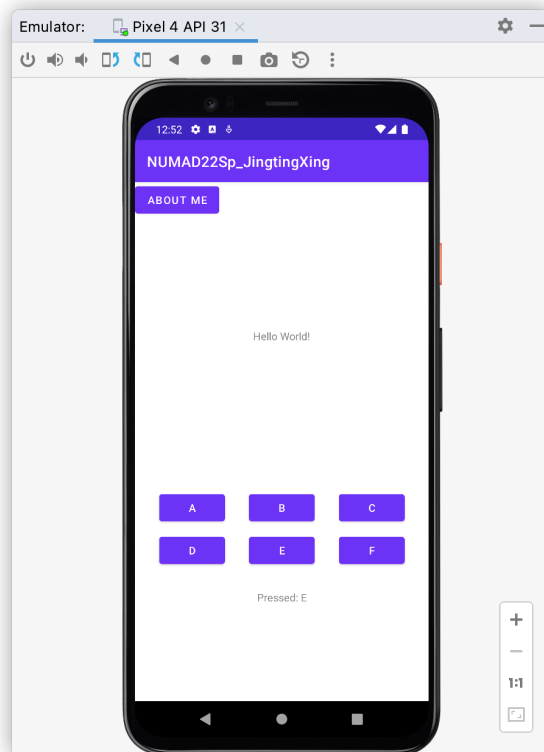 Emulator: Pixel 4 API 31
12:52
NUMAD22Sp_JingtingXing
ABOUT ME
Hello World!
A B C
D E F
Pressed: E
1:1